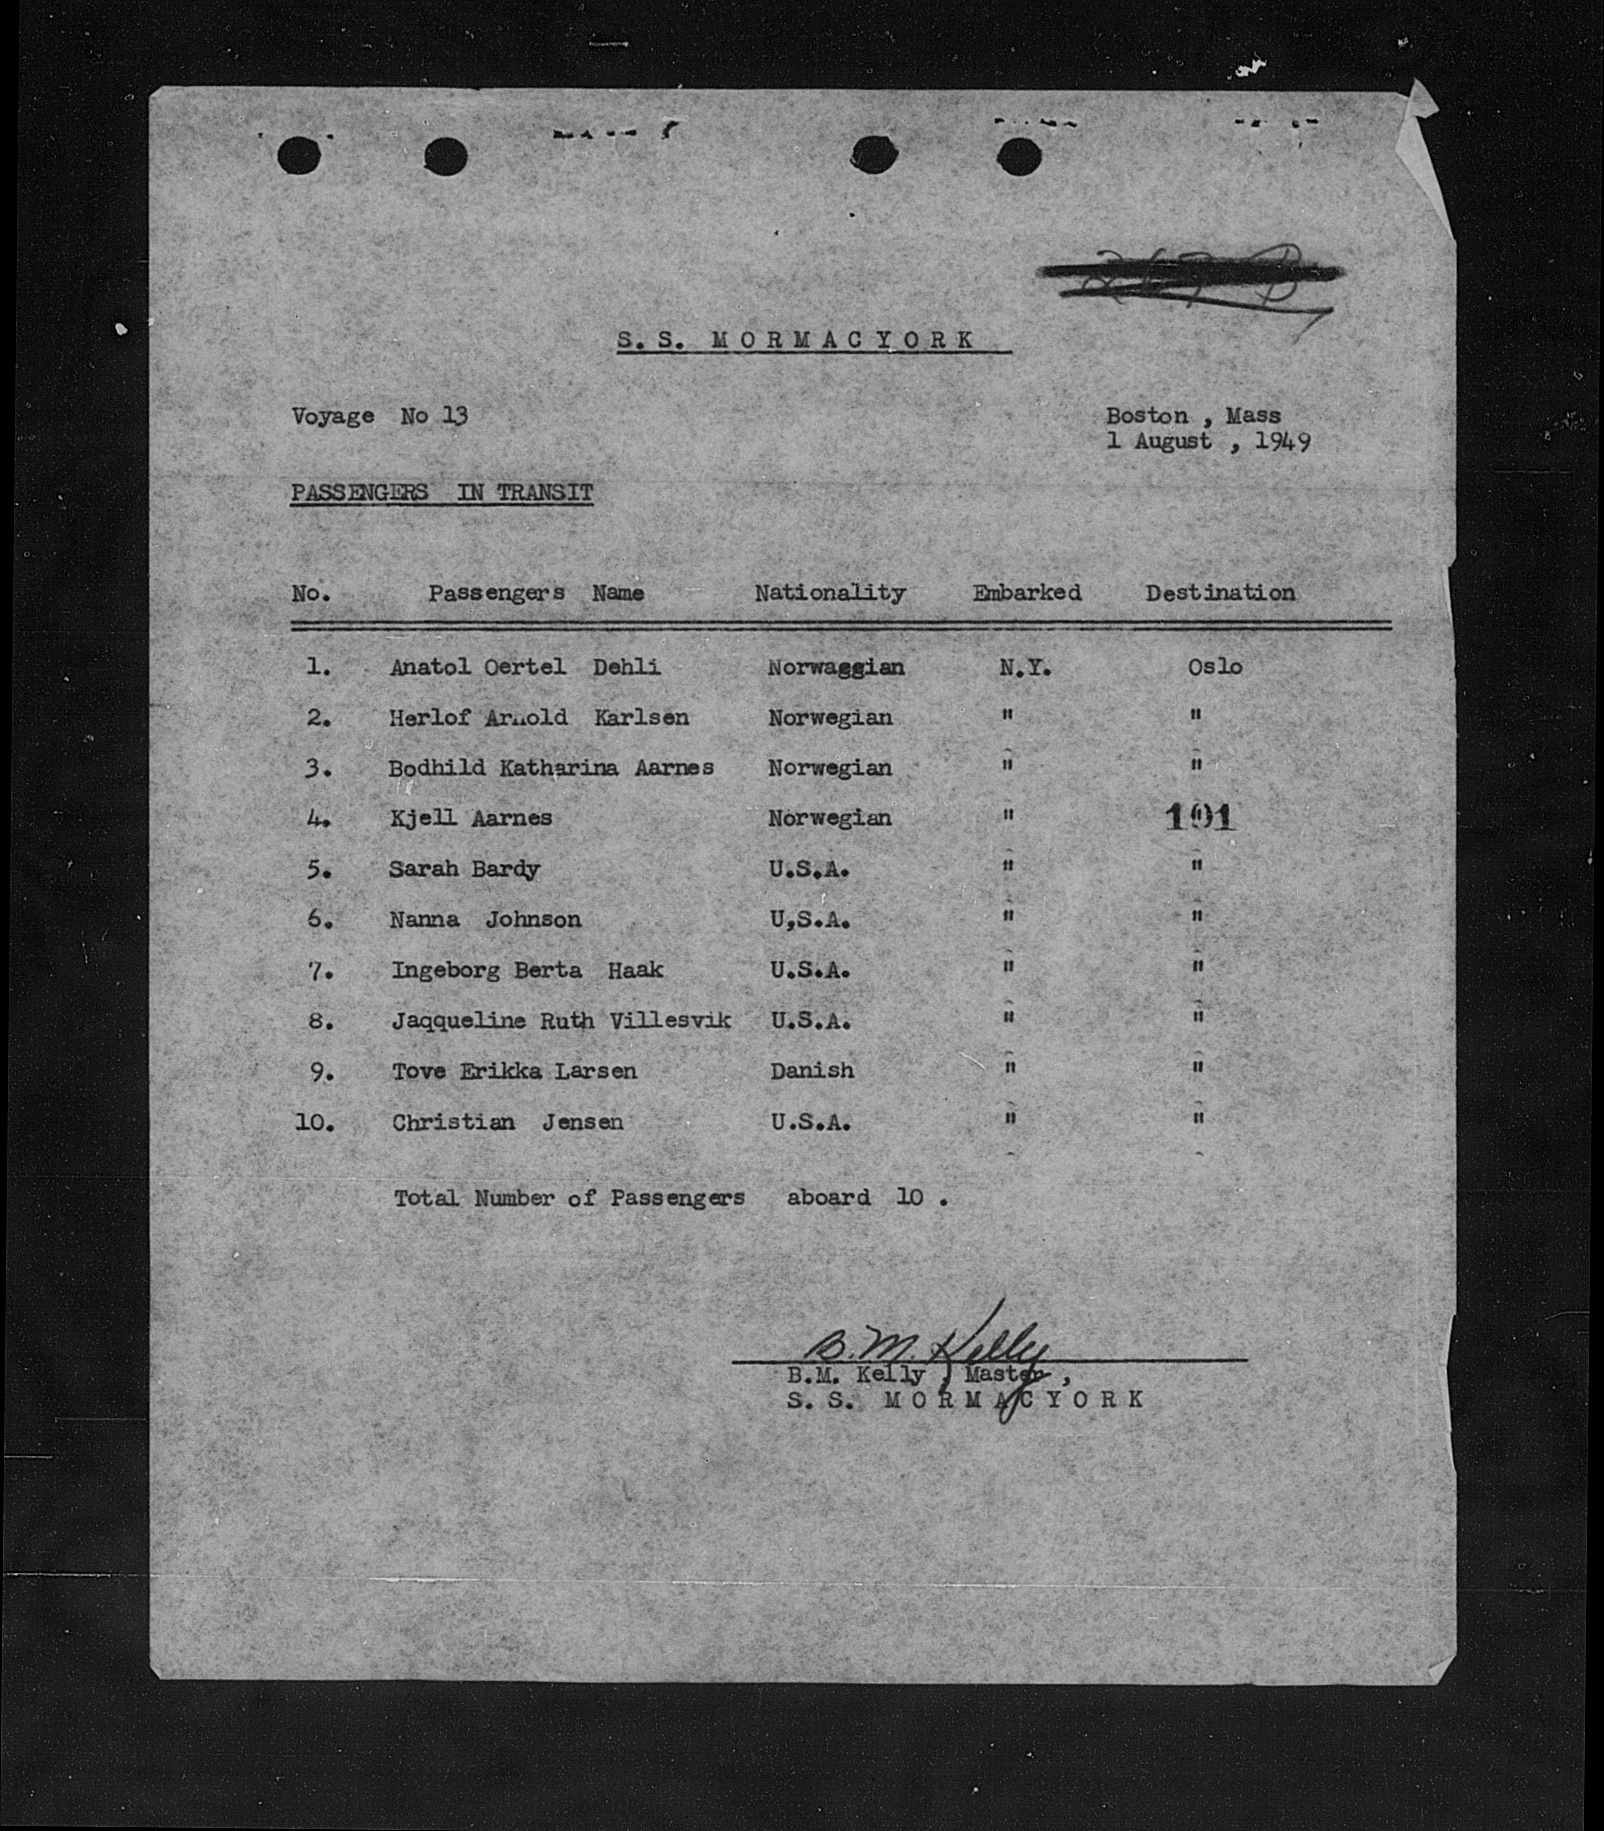 S. S. MORMACYORK
Voyage No 13
Boston , Mass
1 August , 1949
PASSENGERS IN TRANSIT
No. Passengers Name Nationality Embarked Destination
1. Anatol Oertel Dehli Norwaggian N.Y. Oslo
2. Herlof Arnold Karlsen Norwegian " "
3. Bodhild Katharina Aarnes Norwegian " "
4. Kjell Aarnes Norwegian " 191
5. Sarah Bardy U.S.A. " "
6. Nanna Johnson U,S.A. " "
7. Ingeborg Berta Haak U.S.A. " "
8. Jaqqueline Ruth Villesvik U.S.A. " "
9. Tove Erikka Larsen Danish " "
10. Christian Jensen U.S.A. " "
Total Number of Passengers aboard 10 .
B. M. Kelly
B.M. Kelly , Master ,
S. S. MORMACYORK